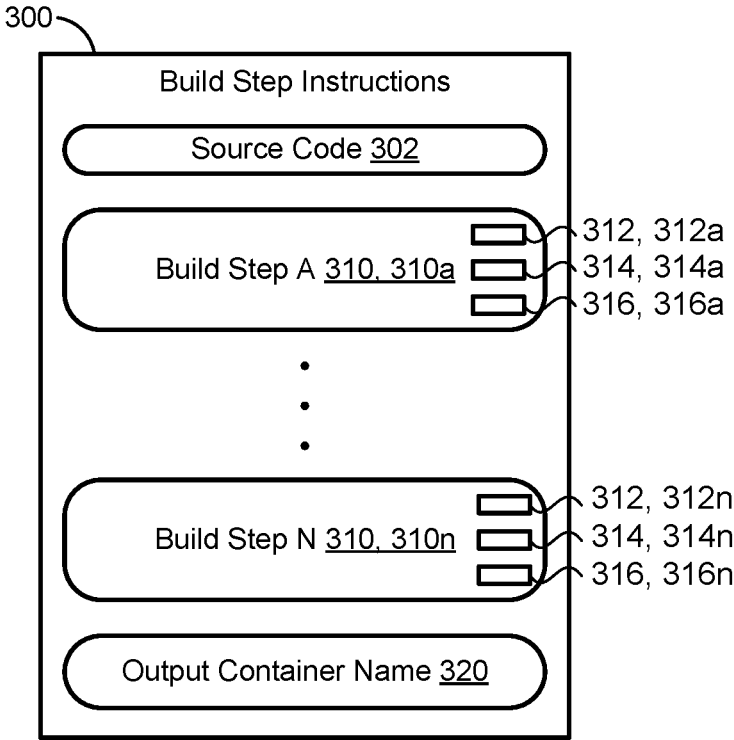 300
Build Step Instructions
Source Code 302
312, 312a
Build Step A 310, 310a
314, 314a
316, 316a
312, 312n
Build Step N 310, 310n
314, 314n
316, 316n
Output Container Name 320